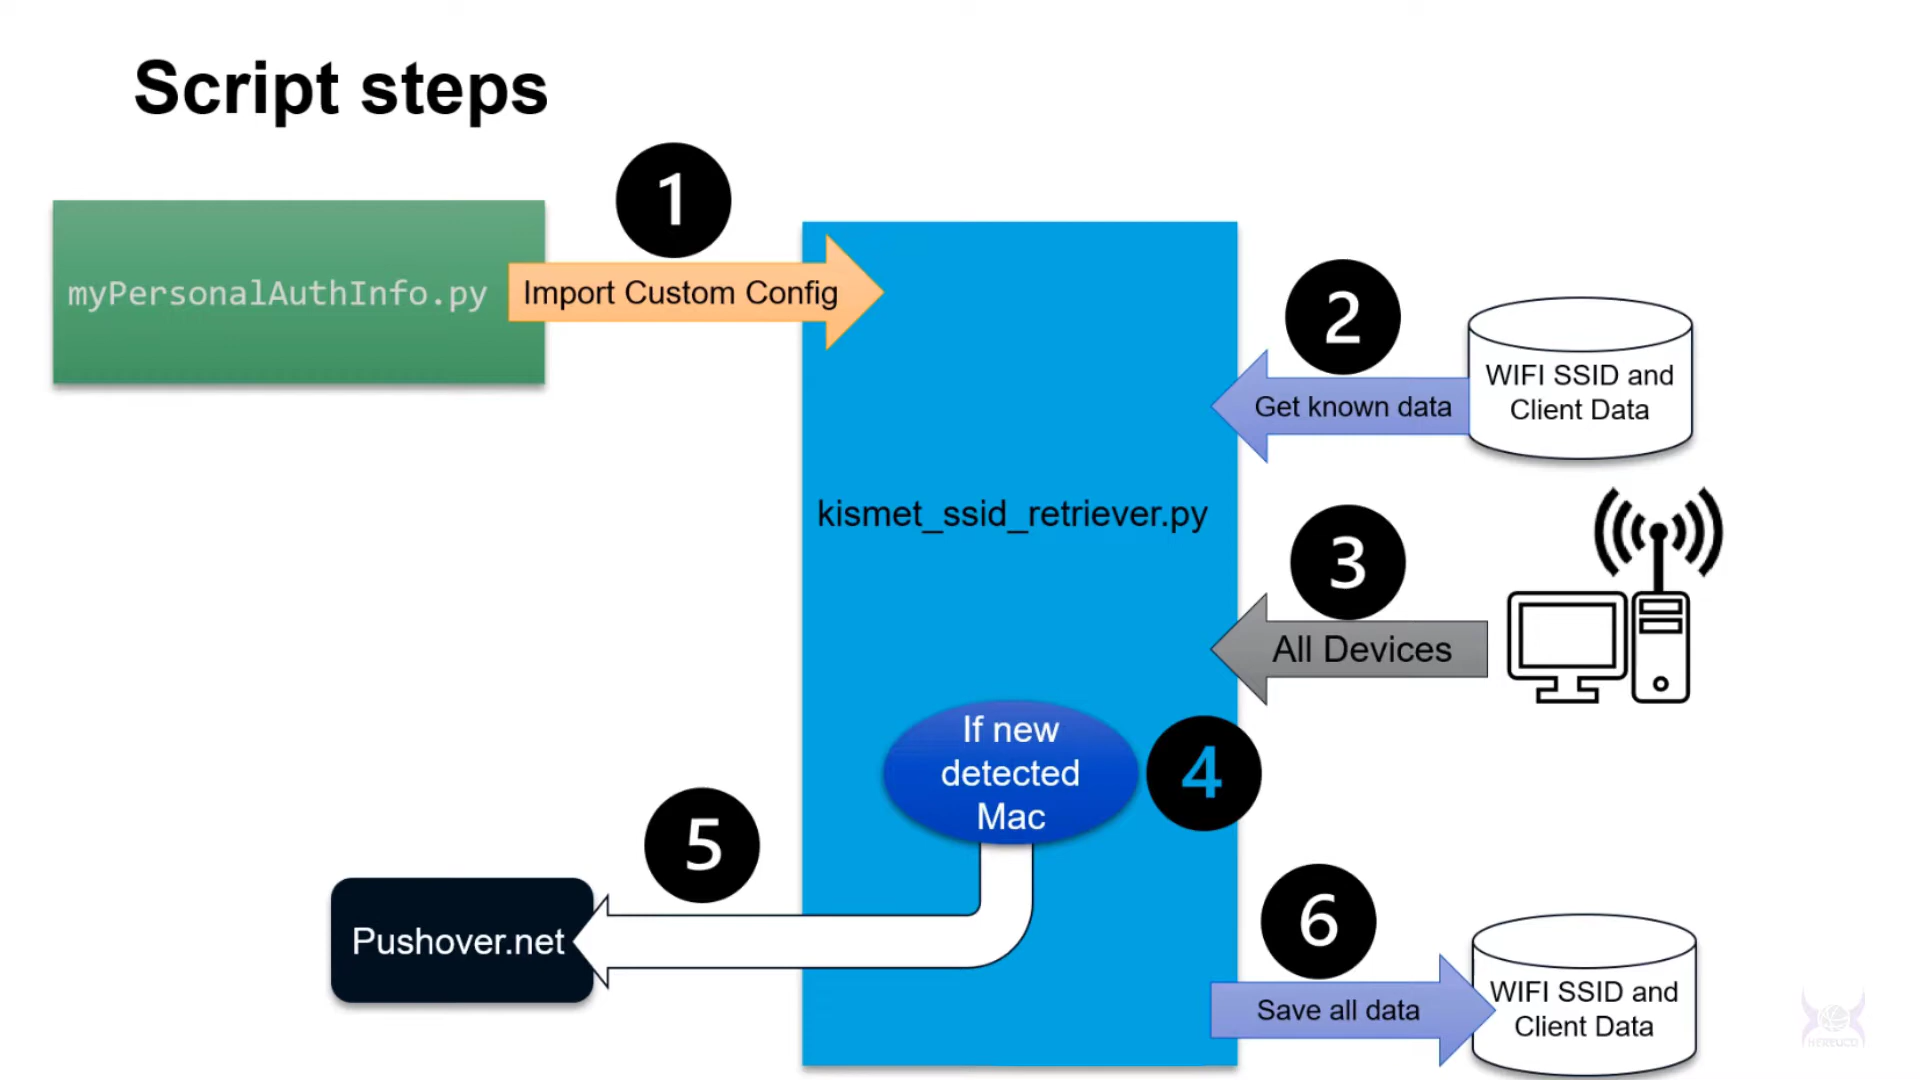 Script steps
1
myPersonalAuthInfo.py
Import Custom Config
2
WIFI SSID and
Client Data
Get known data
kismet_ssid_retriever.py
3
All Devices
If new
detected
Mac
4
5
Pushover.net
6
Save all data
WIFI SSID and
Client Data